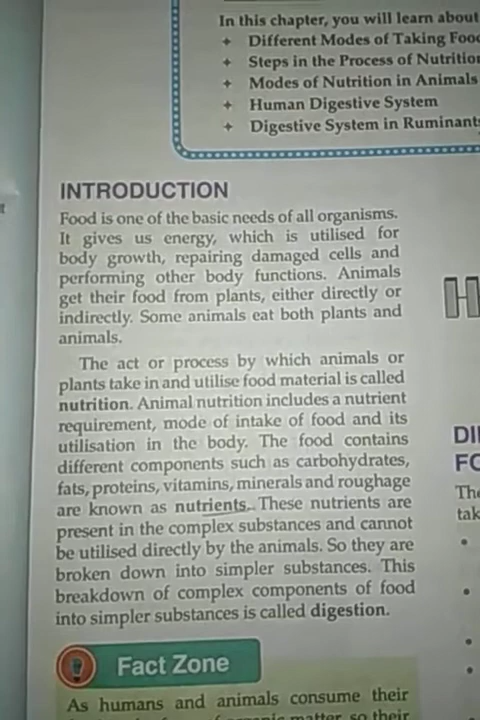 In this chapter, you will learn about
Different Modes of Taking Food
Steps in the Process of Nutrition
Modes of Nutrition in Animals
Human Digestive System
Digestive System in Ruminants
INTRODUCTION
Food is one of the basic needs of all organisms.
It gives us energy, which is utilised for
body growth, repairing damaged cells and
performing other body functions. Animals
get their food from plants, either directly or
indirectly. Some animals eat both plants and
animals.
The act or process by which animals or
plants take in and utilise food material is called
nutrition. Animal nutrition includes a nutrient
requirement, mode of intake of food and its
utilisation in the body. The food contains
different components such as carbohydrates,
fats, proteins, vitamins, minerals and roughage
are known as nutrients. These nutrients are
present in the complex substances and cannot
be utilised directly by the animals. So they are
broken down into simpler substances. This
breakdown of complex components of food
into simpler substances is called digestion.
Fact Zone
As humans and animals consume their
matter so their